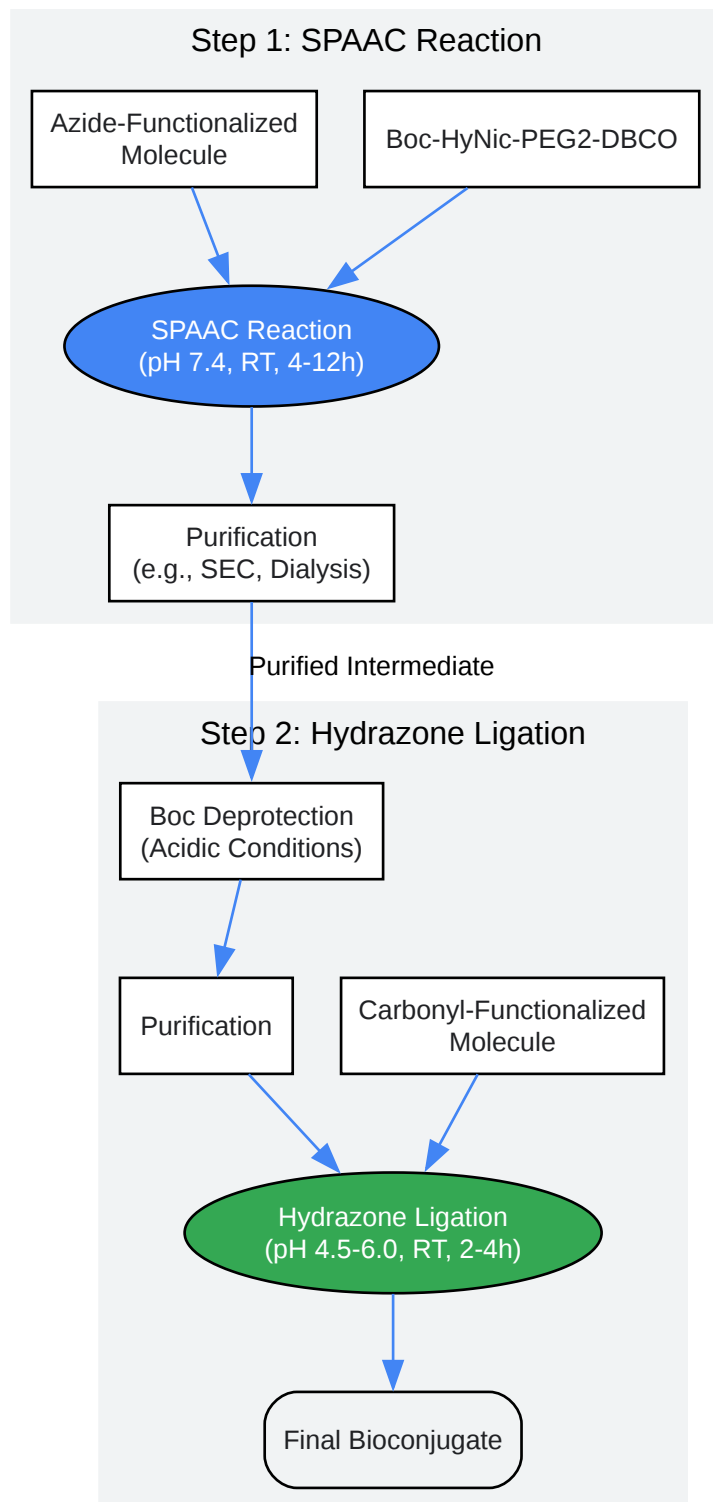 Step 1: SPAAC Reaction
Azide-Functionalized
Molecule
Boc-HyNic-PEG2-DBCO
SPAAC Reaction
(pH 7.4, RT, 4-12h)
Purification
(e.g., SEC, Dialysis)
Purified Intermediate
Step 2: Hydrazone Ligation
Boc Deprotection
(Acidic Conditions)
Purification
Carbonyl-Functionalized
Molecule
Hydrazone Ligation
(pH 4.5-6.0, RT, 2-4h)
Final Bioconjugate